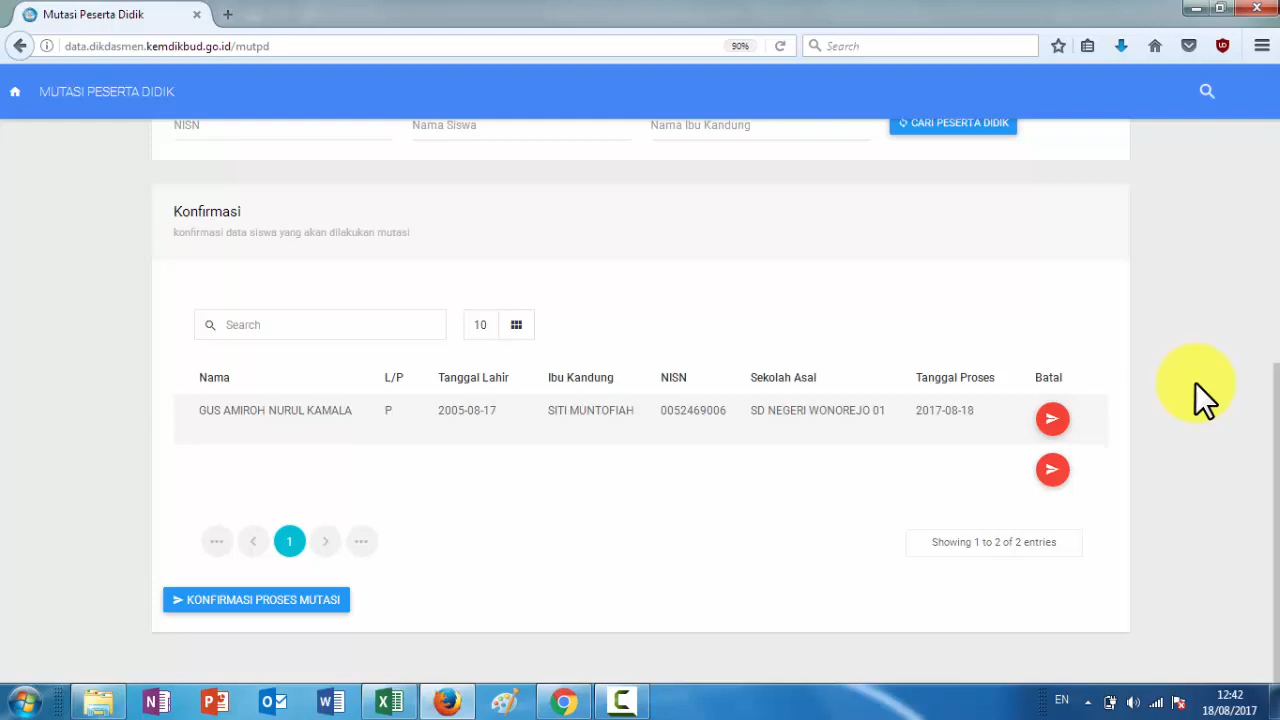 Mutasi Peserta Didik
data.dikdasmen.kemdikbud.go.id/mutpd
90%
Search
MUTASI PESERTA DIDIK
NISN
Nama Siswa
Nama Ibu Kandung
CARI PESERTA DIDIK
Konfirmasi
konfirmasi data siswa yang akan dilakukan mutasi
Search
10
Nama L/P Tanggal Lahir Ibu Kandung NISN Sekolah Asal Tanggal Proses Batal
GUS AMIROH NURUL KAMALA P 2005-08-17 SITI MUNTOFIAH 0052469006 SD NEGERI WONOREJO 01 2017-08-18
1
Showing 1 to 2 of 2 entries
KONFIRMASI PROSES MUTASI
EN
12:42
18/08/2017